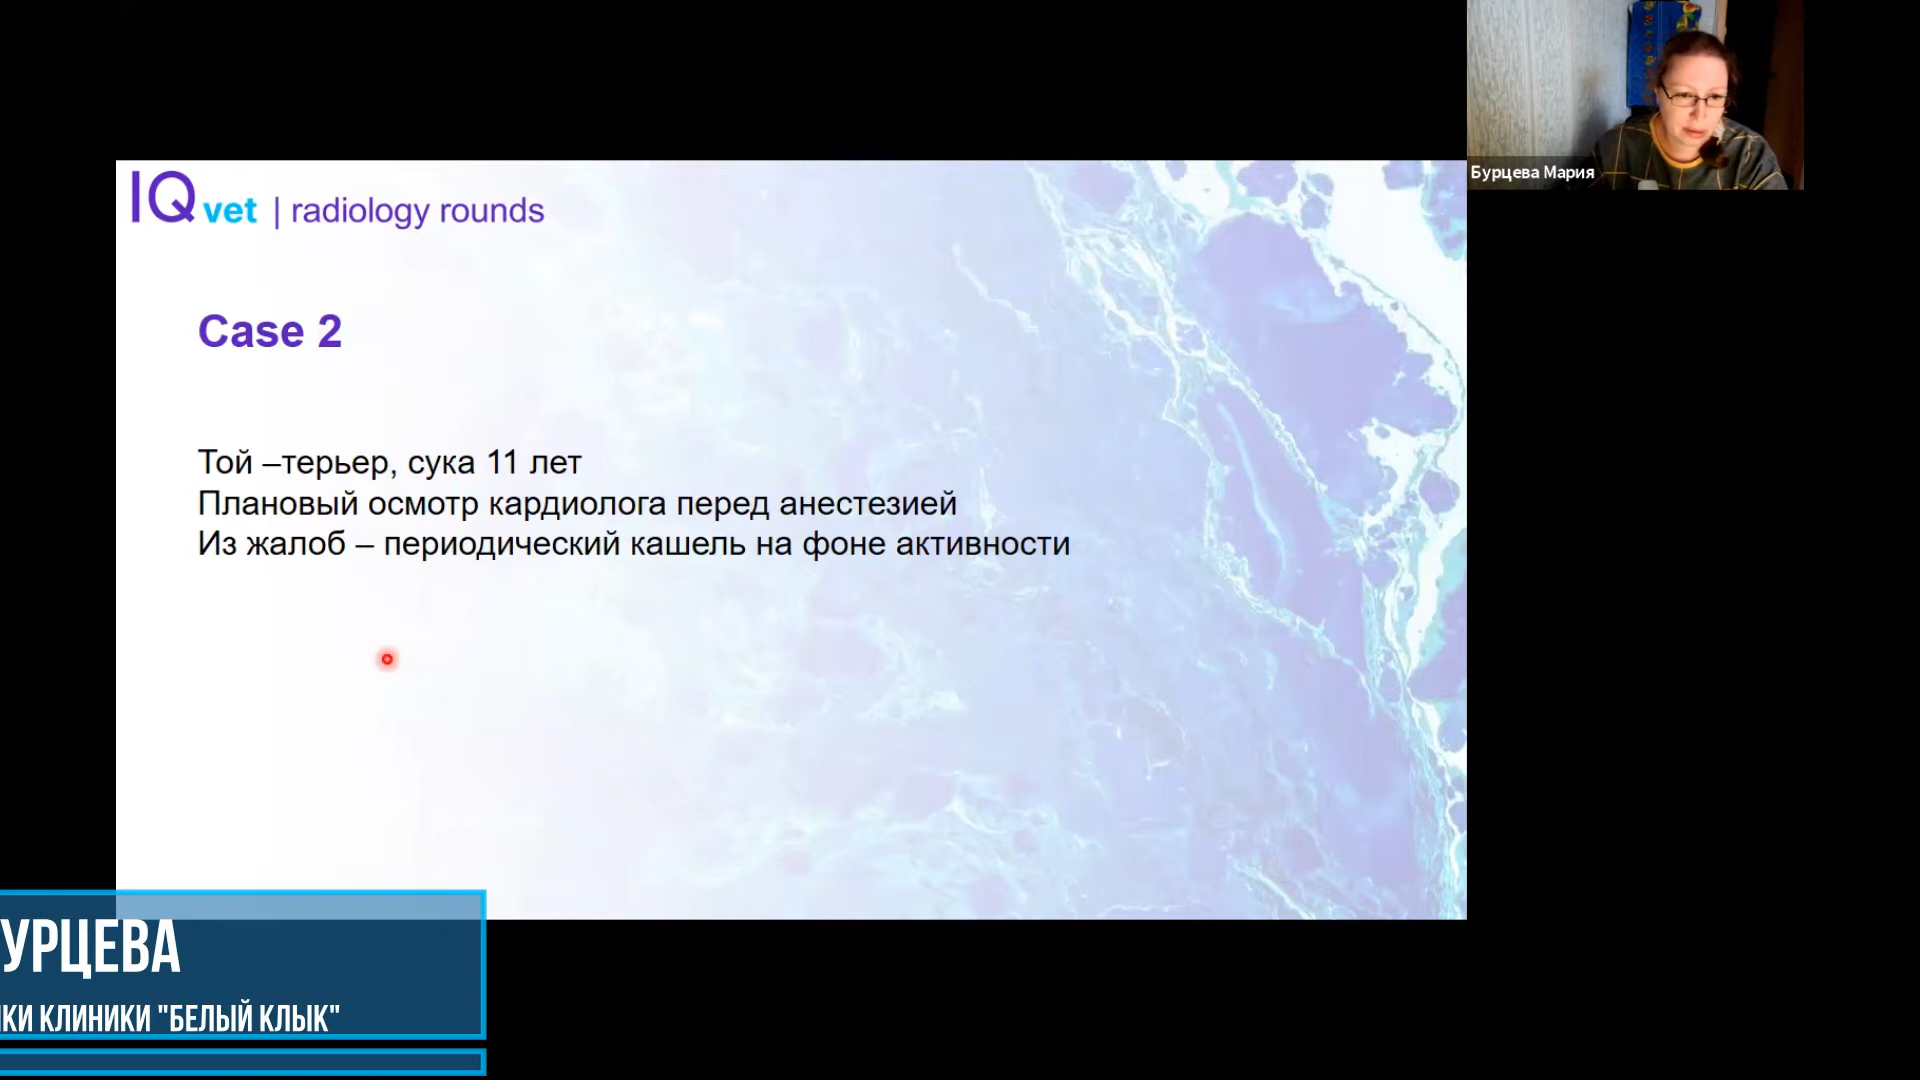 IQ vet | radiology rounds
Бурцева Мария
Case 2
Той –терьер, сука 11 лет
Плановый осмотр кардиолога перед анестезией
Из жалоб – периодический кашель на фоне активности
УРЦЕВА
КИ КЛИНИКИ "БЕЛЫЙ КЛЫК"